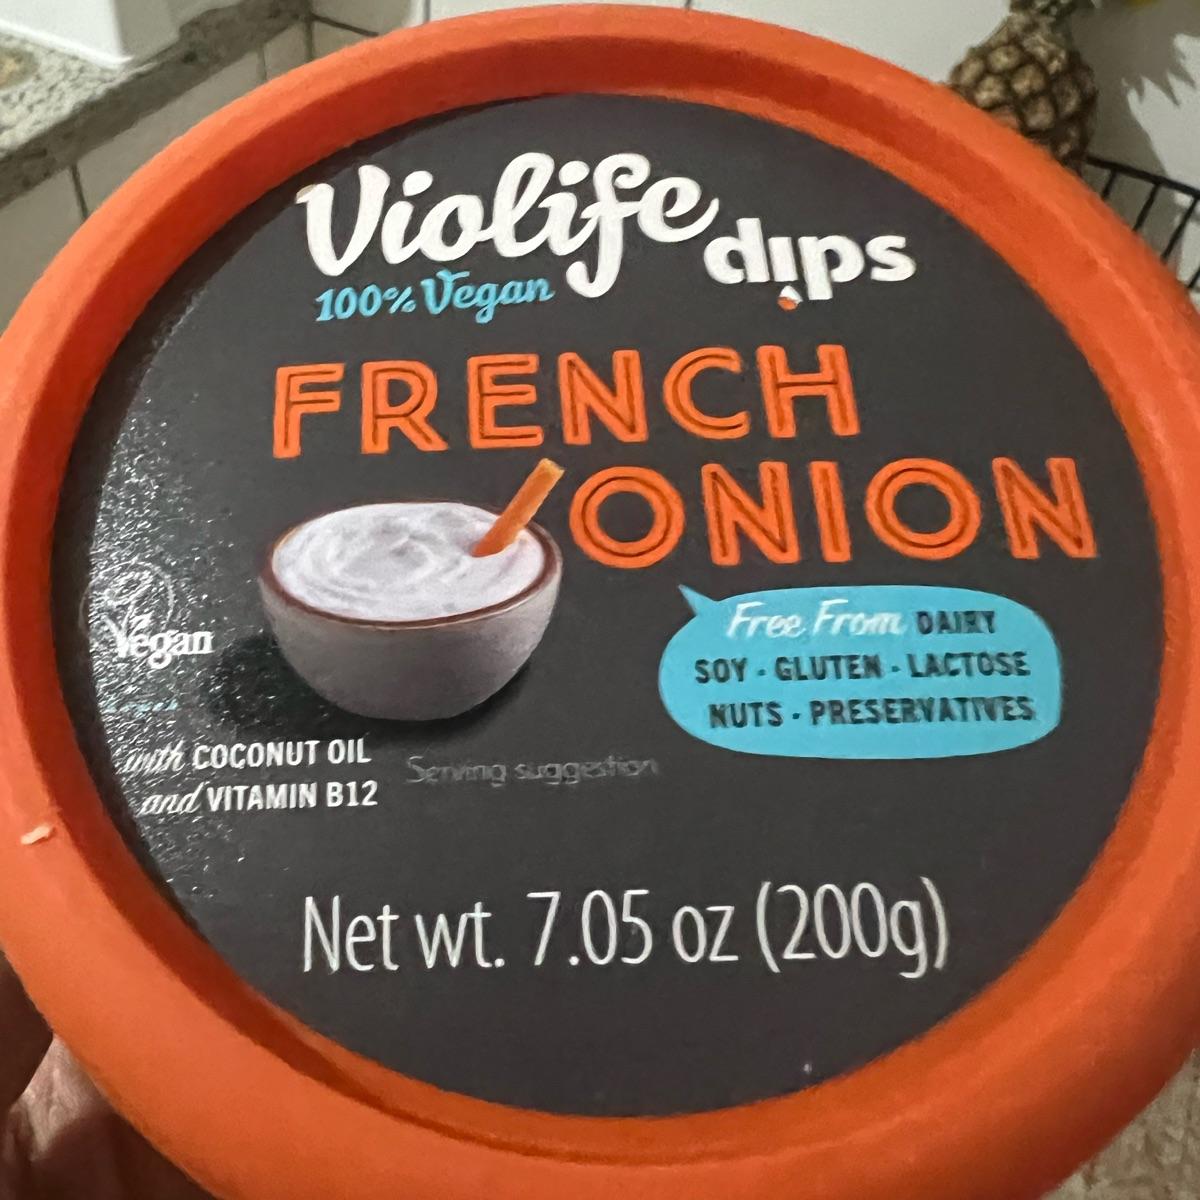 Violife dips
100% Vegan
FRENCH
ONION
Free From DAIRY
SOY · GLUTEN · LACTOSE
NUTS · PRESERVATIVES
Vegan
with COCONUT OIL
and VITAMIN B12
Serving suggestion
Net wt. 7.05 oz (200g)